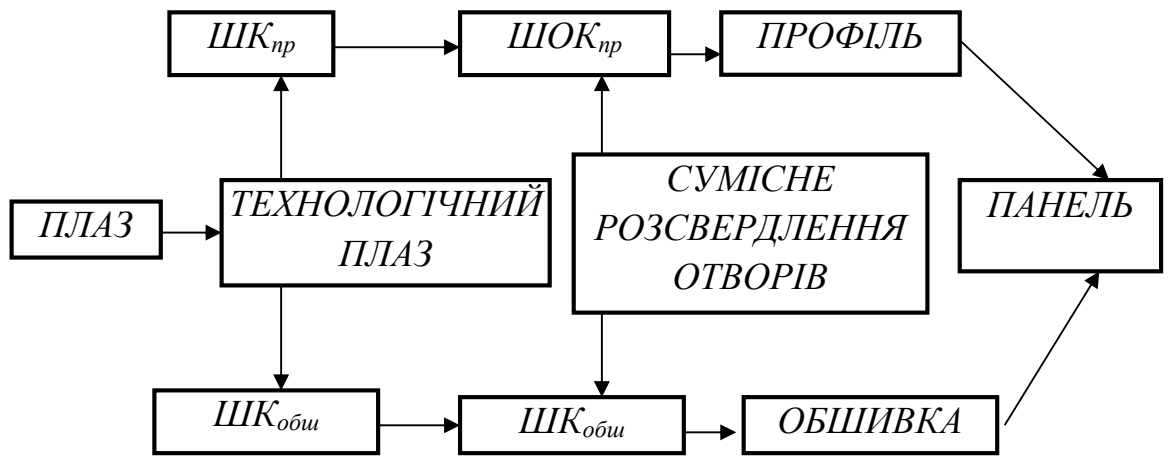 ШКпр
ШОКпр
ПРОФІЛЬ
ПЛАЗ
ТЕХНОЛОГІЧНИЙ
ПЛАЗ
СУМІСНЕ
РОЗСВЕРДЛЕННЯ
ОТВОРІВ
ПАНЕЛЬ
ШКобш
ШКобш
ОБШИВКА